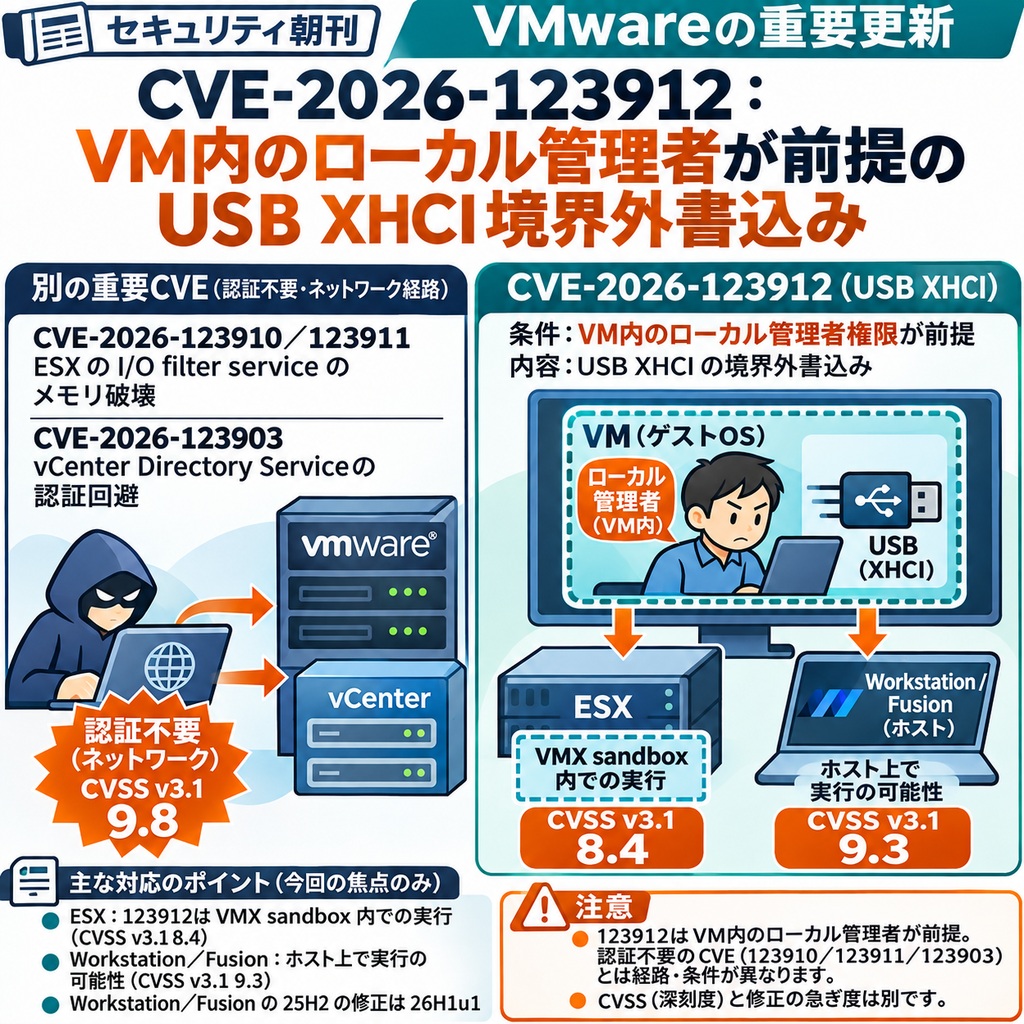 セキュリティ朝刊
VMwareの重要更新
CVE-2026-123912：
VM内のローカル管理者が前提の
USB XHCI境界外書込み
別の重要CVE（認証不要・ネットワーク経路）
CVE-2026-123910／123911
ESX の I/O filter service の
メモリ破壊
CVE-2026-123903
vCenter Directory Serviceの
認証回避
vmware®
vCenter
認証不要
（ネットワーク）
CVSS v3.1
9.8
CVE-2026-123912（USB XHCI）
条件：VM内のローカル管理者権限が前提
内容：USB XHCI の境界外書込み
VM（ゲストOS）
ローカル
管理者
（VM内）
USB
（XHCI）
ESX
VMX sandbox
内での実行
CVSS v3.1
8.4
Workstation /
Fusion
（ホスト）
ホスト上で
実行の可能性
CVSS v3.1
9.3
主な対応のポイント（今回の焦点のみ）
ESX：123912は VMX sandbox 内での実行
（CVSS v3.1 8.4）
Workstation／Fusion：ホスト上で実行の
可能性（CVSS v3.1 9.3）
Workstation／Fusion の 25H2 の修正は 26H1u1
注意
123912は VM内のローカル管理者が前提。
認証不要の CVE（123910／123911／123903）
とは経路・条件が異なります。
CVSS（深刻度）と修正の急ぎ度は別です。